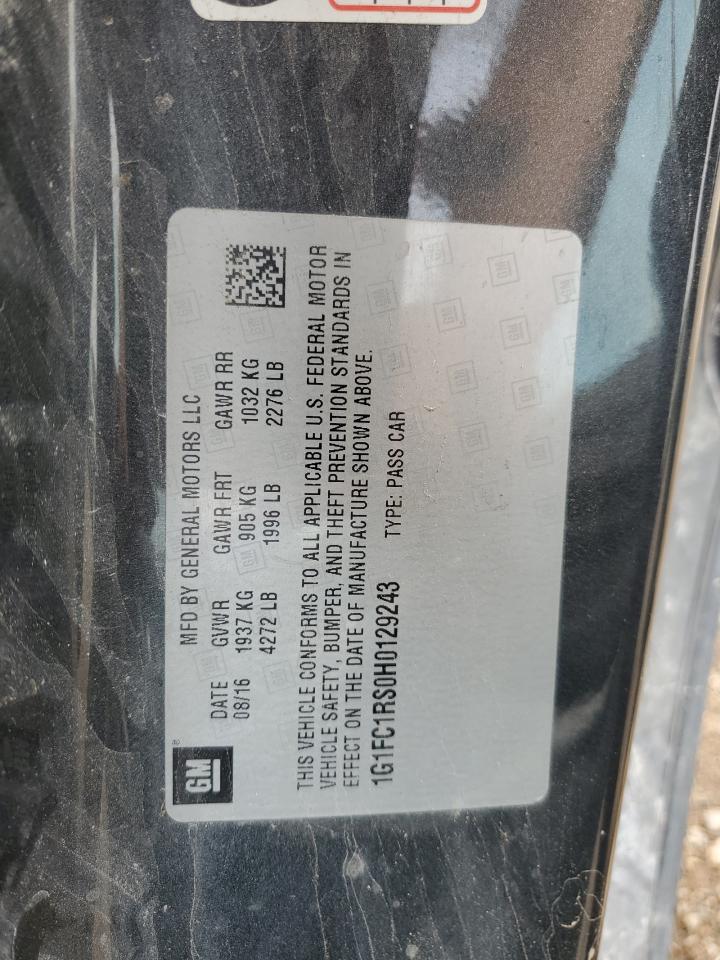 GM
MFD BY GENERAL MOTORS LLC
DATE GVWR GAWR FRT GAWR RR
08/16 1937 KG 905 KG 1032 KG
4272 LB 1996 LB 2276 LB
THIS VEHICLE CONFORMS TO ALL APPLICABLE U.S. FEDERAL MOTOR
VEHICLE SAFETY, BUMPER, AND THEFT PREVENTION STANDARDS IN
EFFECT ON THE DATE OF MANUFACTURE SHOWN ABOVE.
1G1FC1RS0H0129243 TYPE: PASS CAR